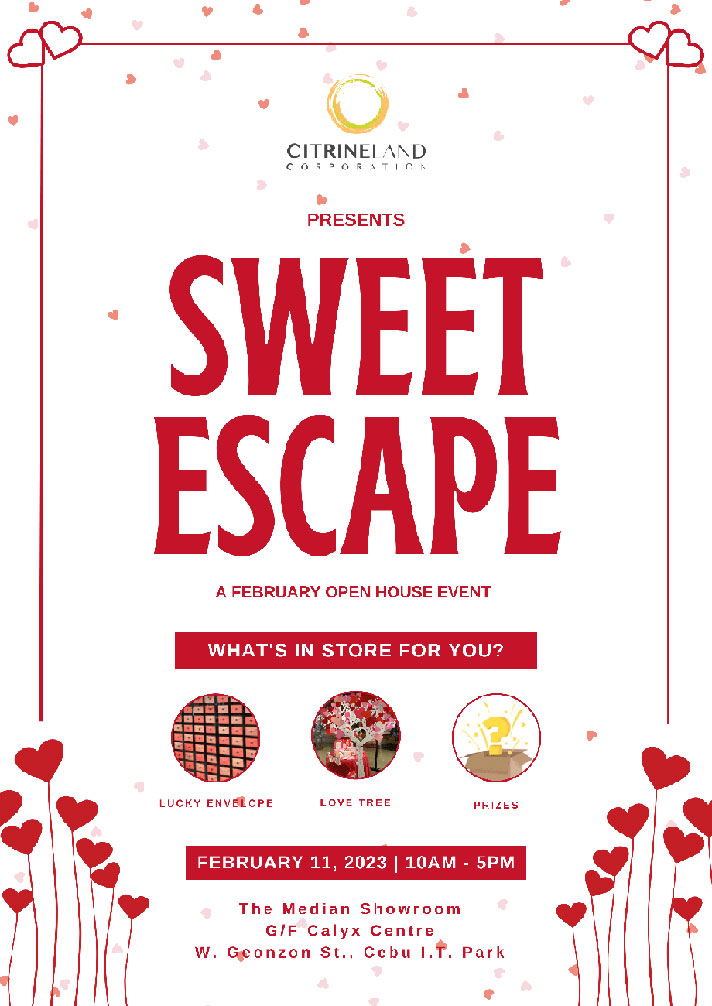 CITRINELAND
CORPORATION
PRESENTS
SWEET
ESCAPE
A FEBRUARY OPEN HOUSE EVENT
WHAT'S IN STORE FOR YOU?
LUCKY ENVELOPE
LOVE TREE
PRIZES
FEBRUARY 11, 2023 | 10AM - 5PM
The Median Showroom
G/F Calyx Centre
W. Geonzon St., Cebu I.T. Park